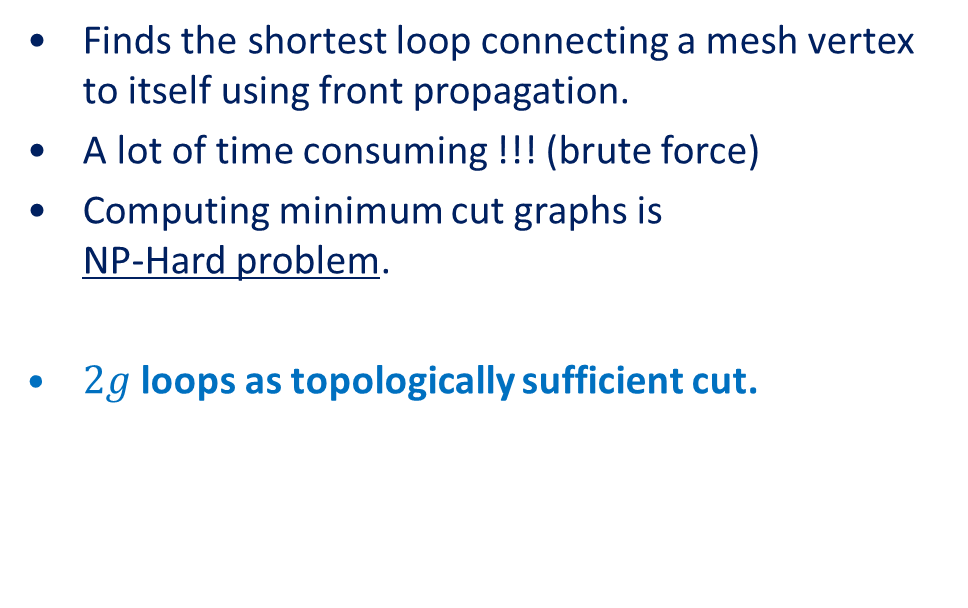 • Finds the shortest loop connecting a mesh vertex
to itself using front propagation.
• A lot of time consuming !!! (brute force)
• Computing minimum cut graphs is
NP-Hard problem.
• 2g loops as topologically sufficient cut.